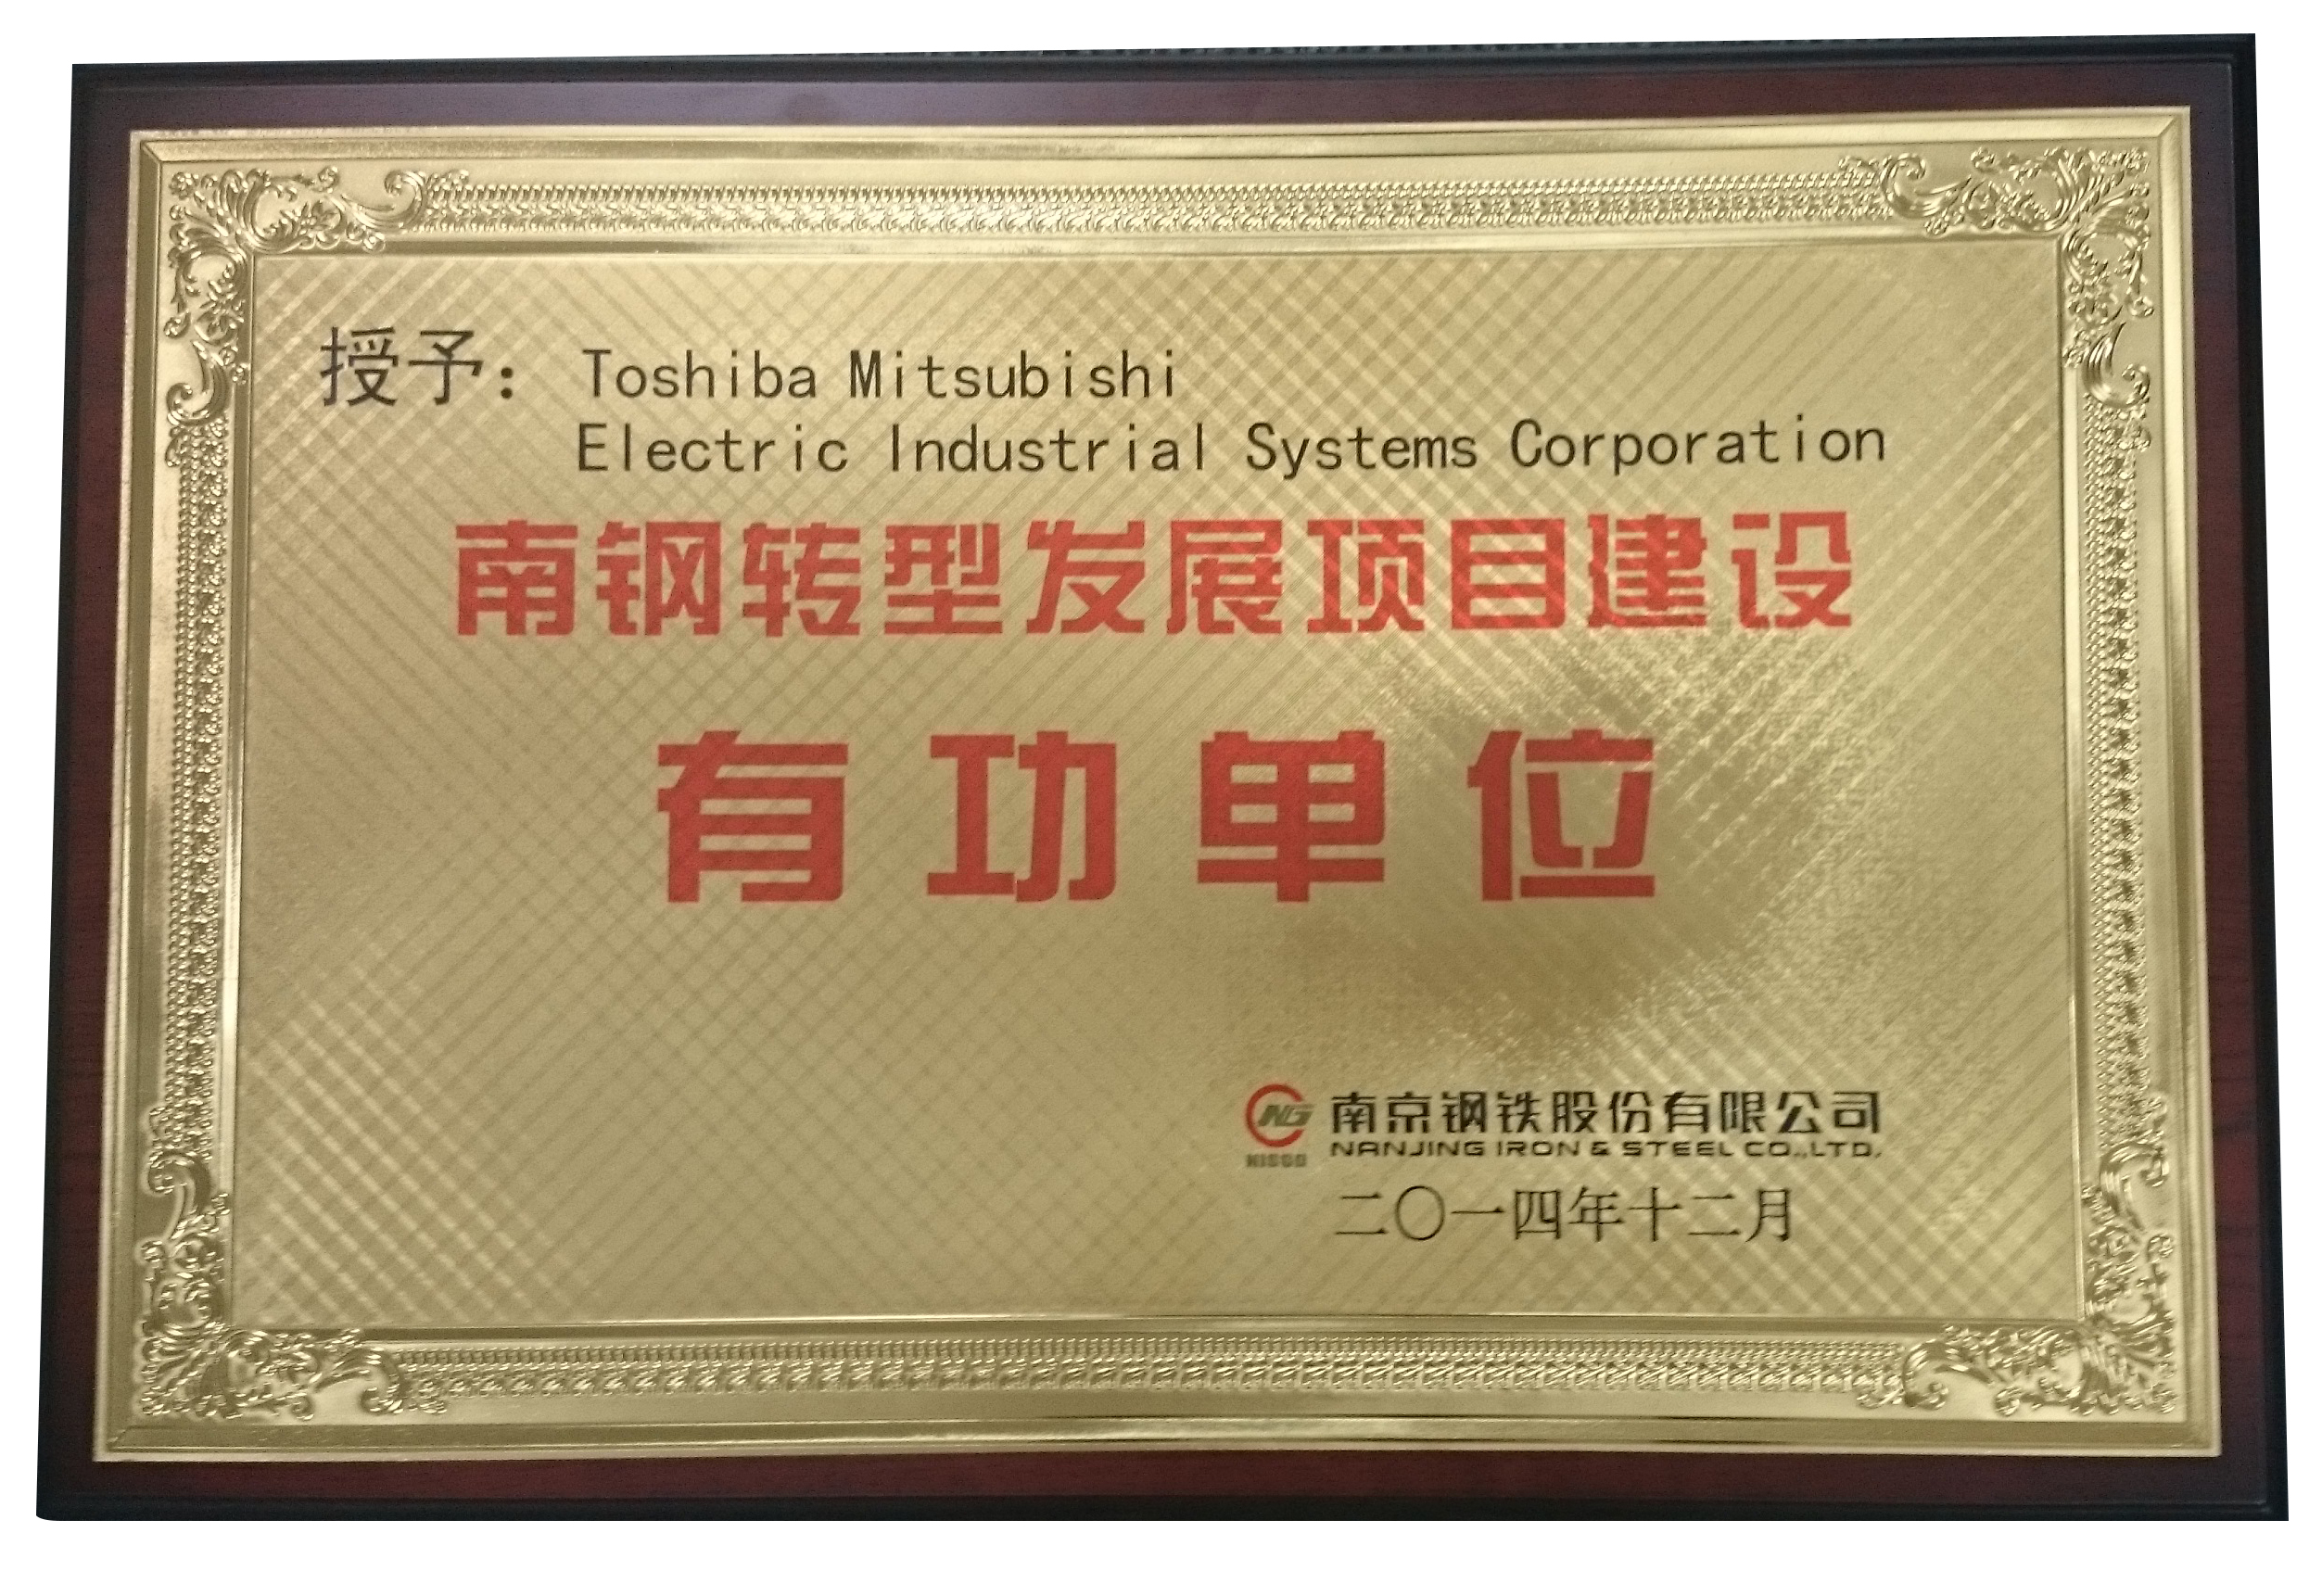 授予： Toshiba Mitsubishi
Electric Industrial Systems Corporation
南钢转型发展项目建设
有功单位
NG
NISCO
南京钢铁股份有限公司
NANJING IRON & STEEL CO.,LTD.
二〇一四年十二月